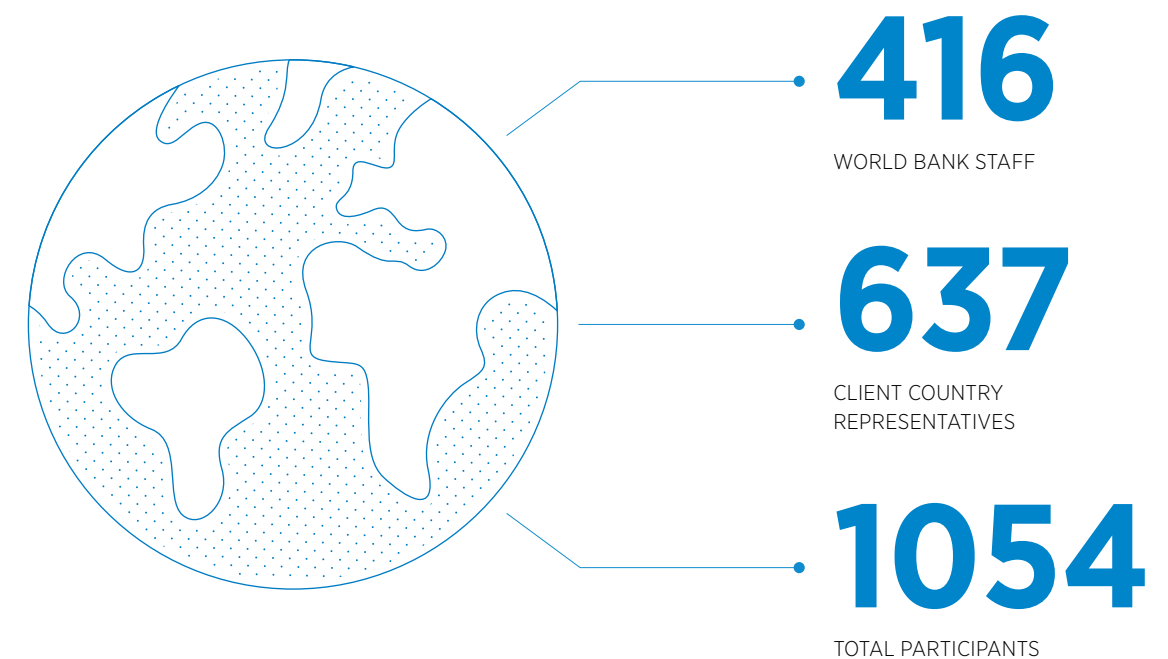 416
WORLD BANK STAFF
637
CLIENT COUNTRY
REPRESENTATIVES
1054
TOTAL PARTICIPANTS